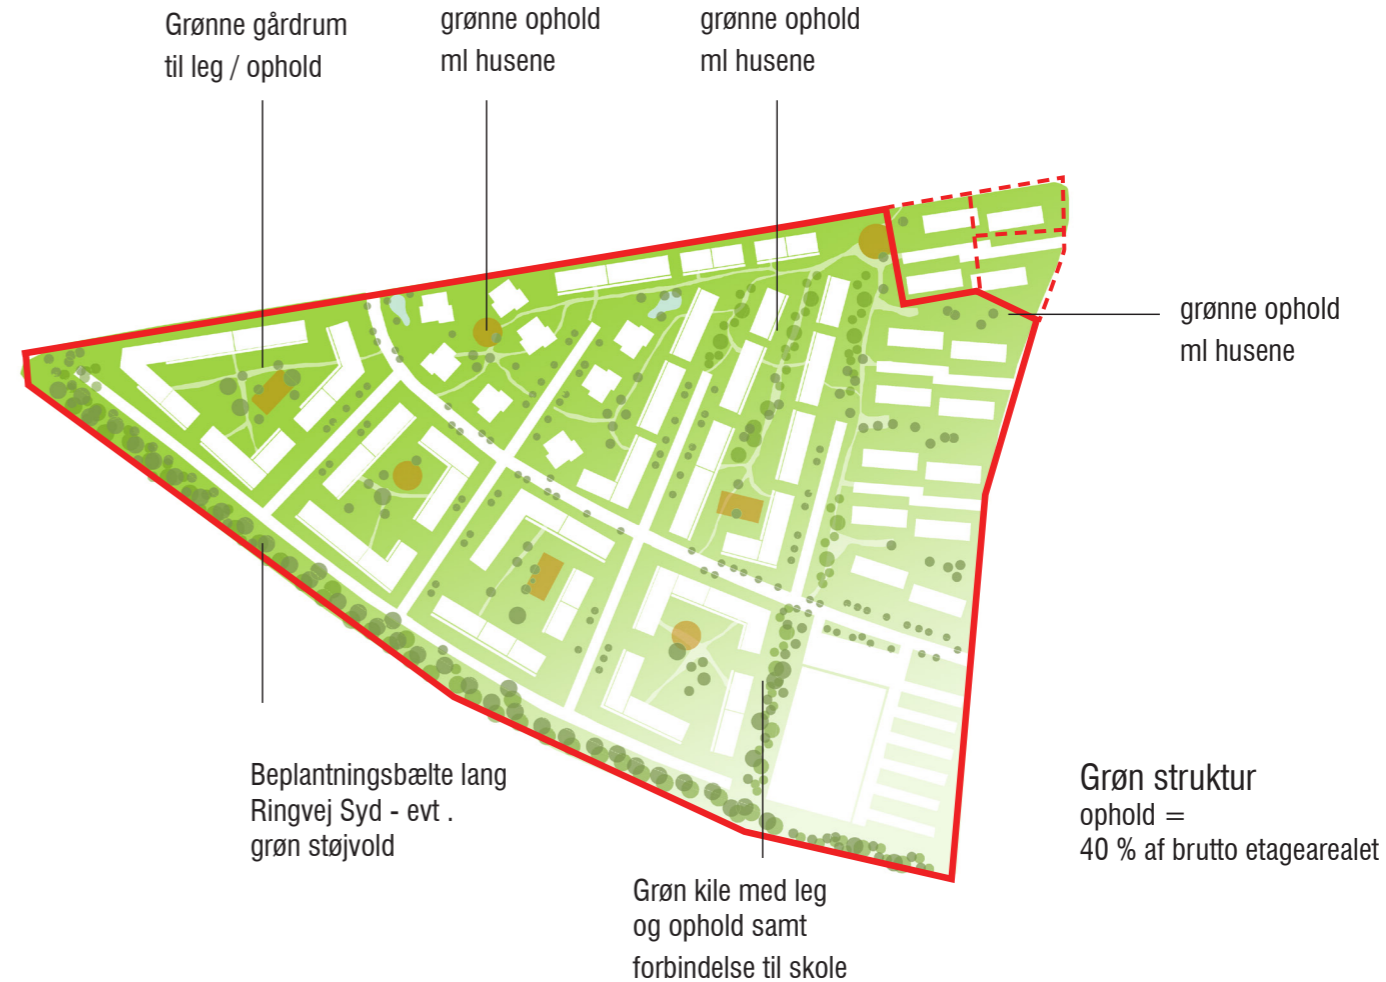 Grønne gårdrum
til leg / ophold
grønne ophold
ml husene
grønne ophold
ml husene
grønne ophold
ml husene
Beplantningsbælte lang
Ringvej Syd - evt .
grøn støjvold
Grøn kile med leg
og ophold samt
forbindelse til skole
Grøn struktur
ophold =
40 % af brutto etagearealet